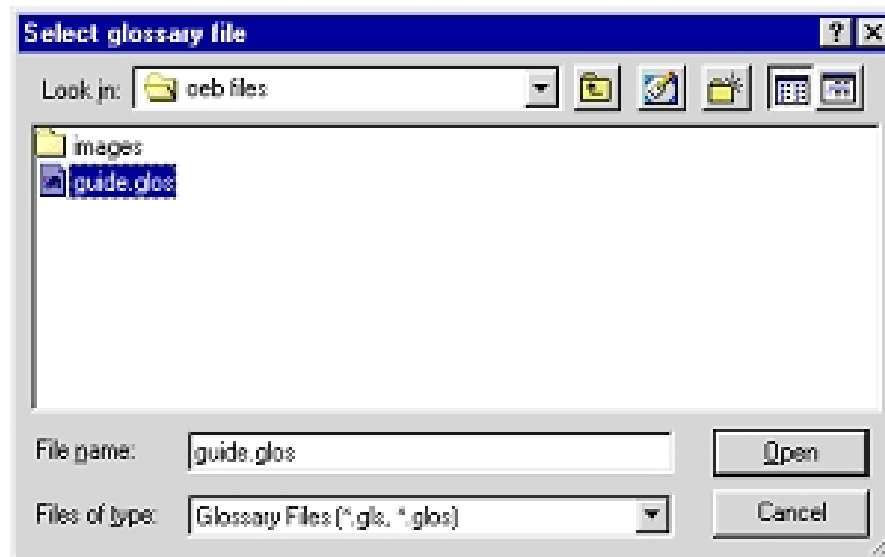 Select glossary file
Look in: oeb files
images
guide.glos
File name: guide.glos Open
Files of type: Glossary Files (*.gls, *.glos) Cancel